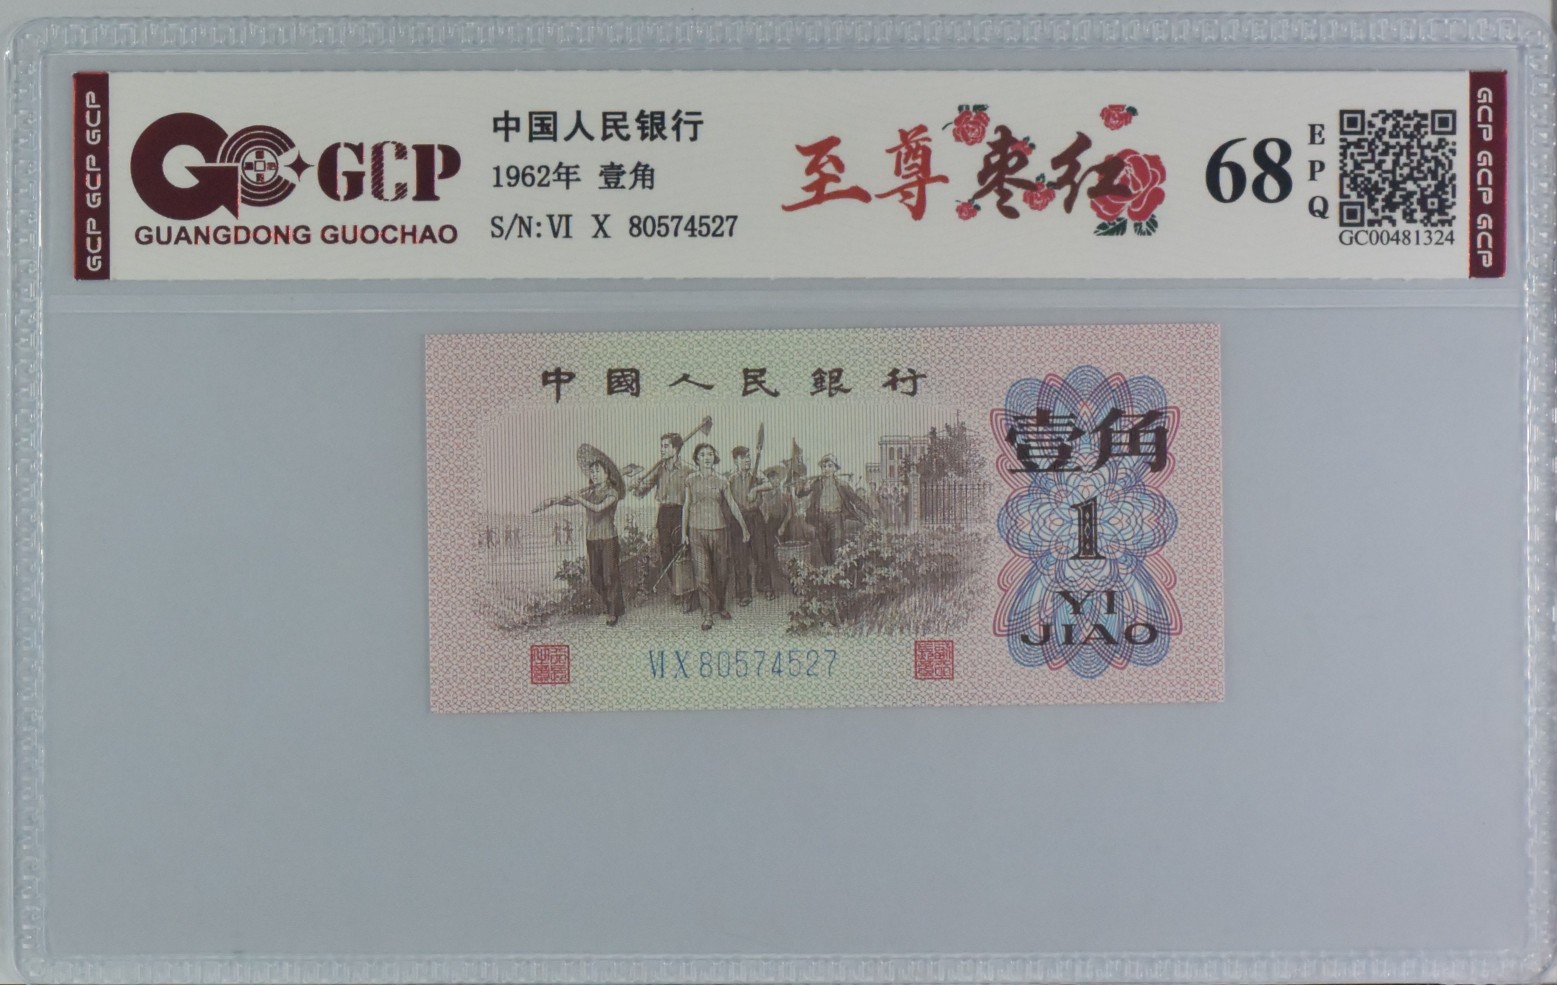 GCP GCP GCP
GCP
GUANGDONG GUOCHAO
中国人民银行
1962年 壹角
S/N:Ⅵ X 80574527
至尊枣红
68
EPQ
GC00481324
GCP GCP GCP
中國人民銀行
壹角
1
YI
JIAO
ⅥX80574527